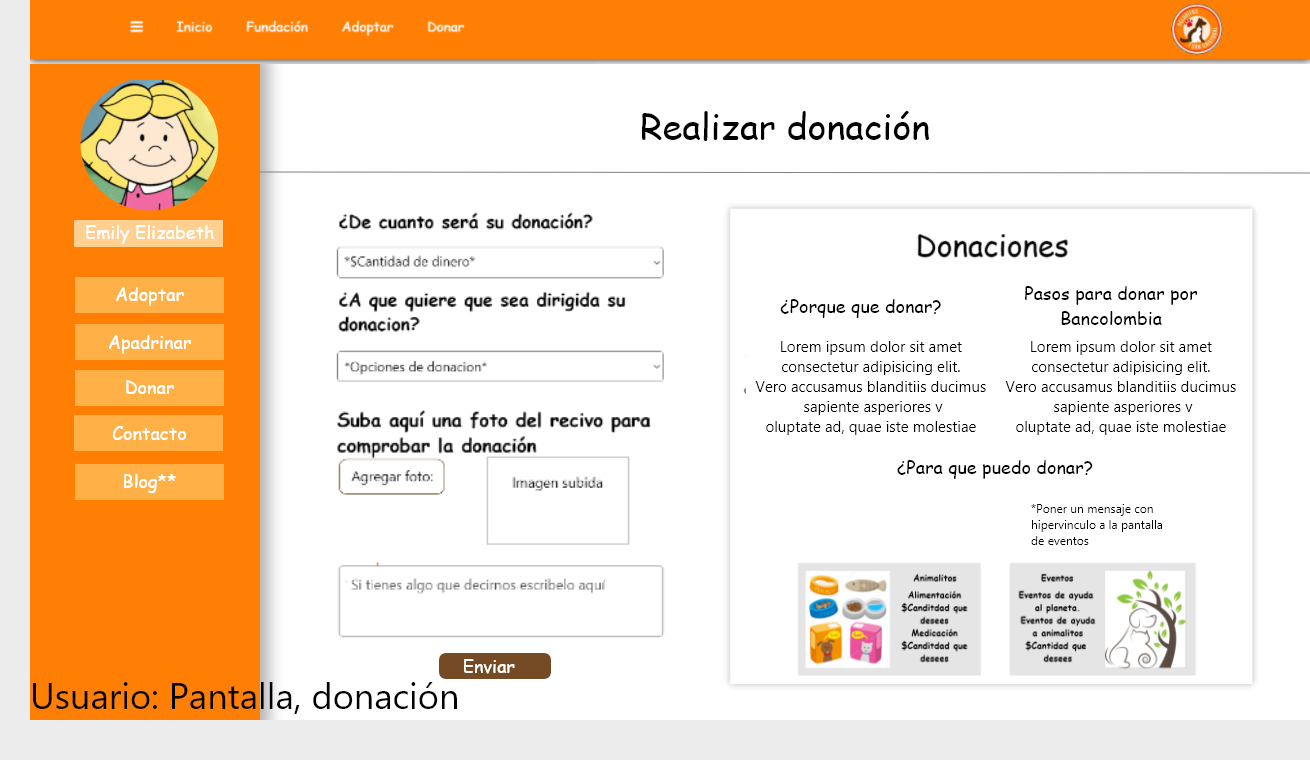 Inicio Fundación Adoptar Donar
Realizar donación
Emily Elizabeth
Adoptar
Apadrinar
Donar
Contacto
Blog**
¿De cuanto será su donación?
*$Cantidad de dinero*
¿A que quiere que sea dirigida su
donacion?
*Opciones de donacion*
Suba aquí una foto del recivo para
comprobar la donación
Agregar foto:
Imagen subida
Si tienes algo que decirnos escribelo aquí
Enviar
Donaciones
¿Porque que donar?
Lorem ipsum dolor sit amet
consectetur adipisicing elit.
Vero accusamus blanditiis ducimus
sapiente asperiores v
oluptate ad, quae iste molestiae
Pasos para donar por
Bancolombia
Lorem ipsum dolor sit amet
consectetur adipisicing elit.
Vero accusamus blanditiis ducimus
sapiente asperiores v
oluptate ad, quae iste molestiae
¿Para que puedo donar?
*Poner un mensaje con
hipervinculo a la pantalla
de eventos
Animalitos
Alimentación
$Canditdad que
desees
Medicación
$Canditdad que
desees
Eventos
Eventos de ayuda
al planeta.
Eventos de ayuda
a animalitos
$Cantidad que
desees
Usuario: Pantalla, donación